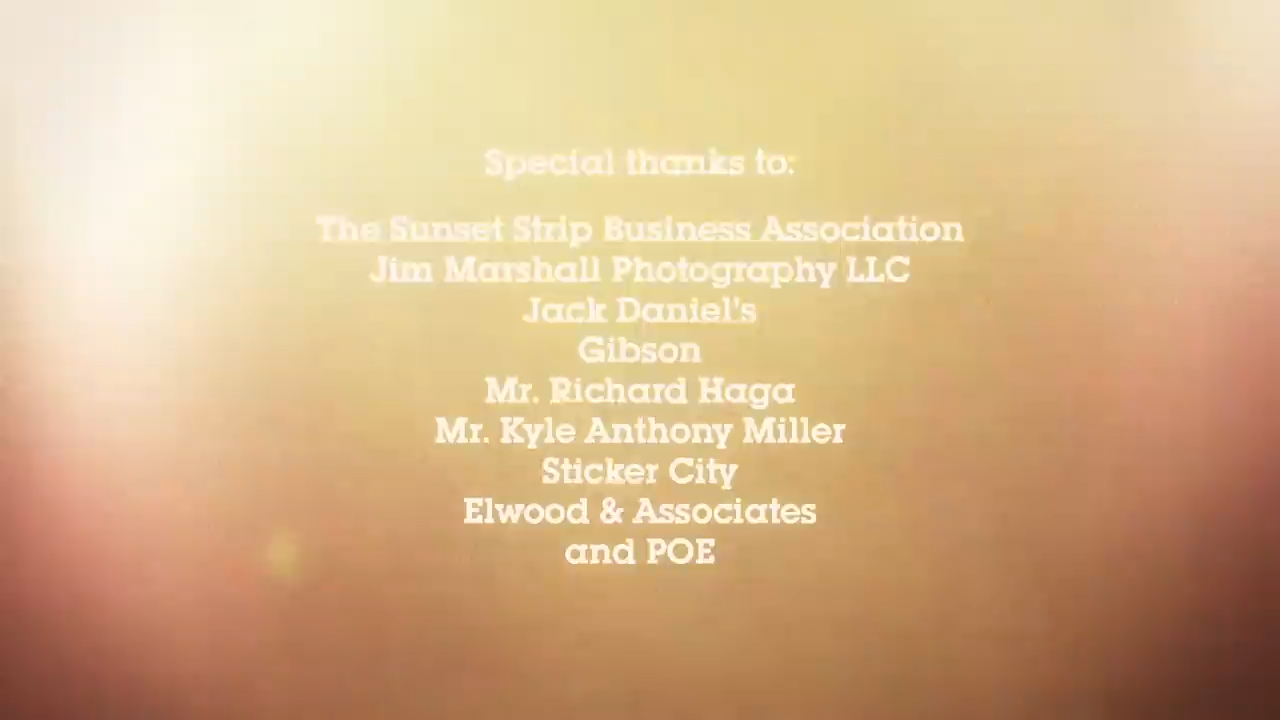 Special thanks to:
The Sunset Strip Business Association
Jim Marshall Photography LLC
Jack Daniel's
Gibson
Mr. Richard Haga
Mr. Kyle Anthony Miller
Sticker City
Elwood & Associates
and POE